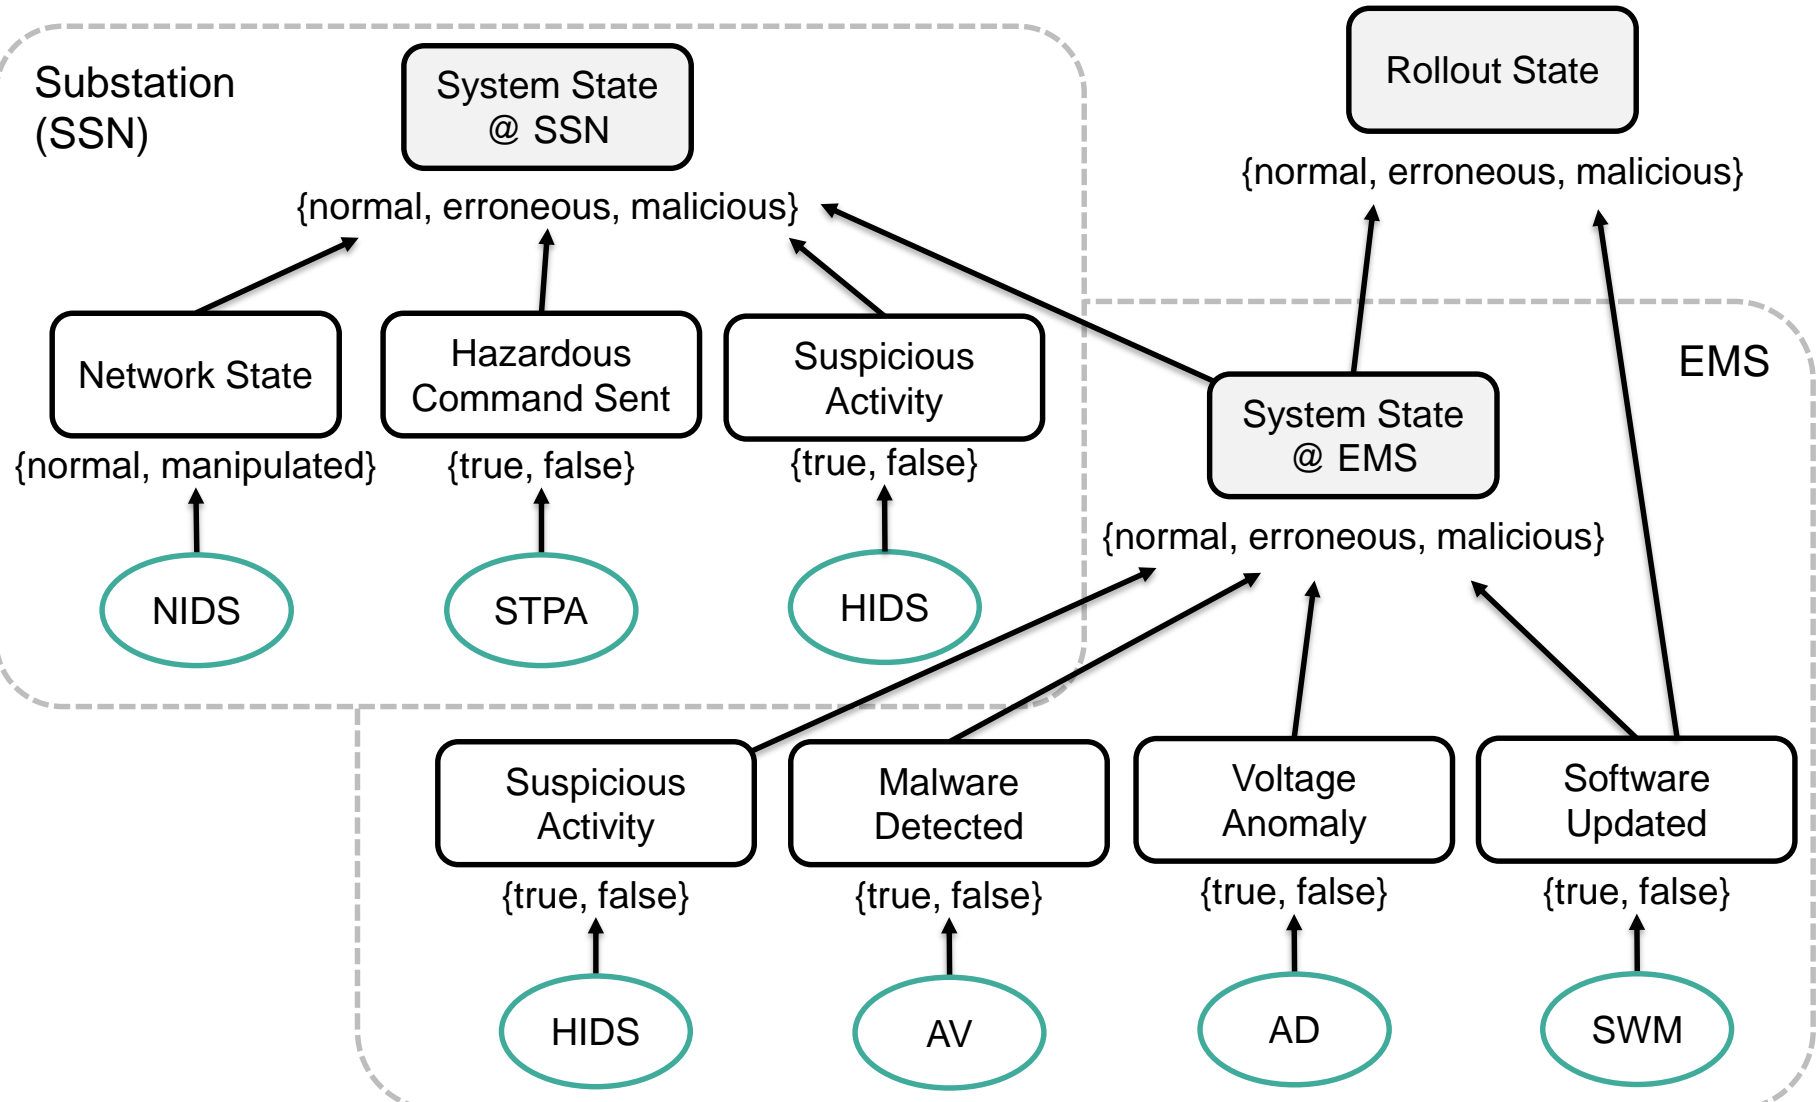 Substation
(SSN)
System State
@ SSN
{normal, erroneous, malicious}
Rollout State
{normal, erroneous, malicious}
Network State
{normal, manipulated}
Hazardous
Command Sent
{true, false}
Suspicious
Activity
{true, false}
EMS
System State
@ EMS
{normal, erroneous, malicious}
NIDS
STPA
HIDS
Suspicious
Activity
{true, false}
Malware
Detected
{true, false}
Voltage
Anomaly
{true, false}
Software
Updated
{true, false}
HIDS
AV
AD
SWM